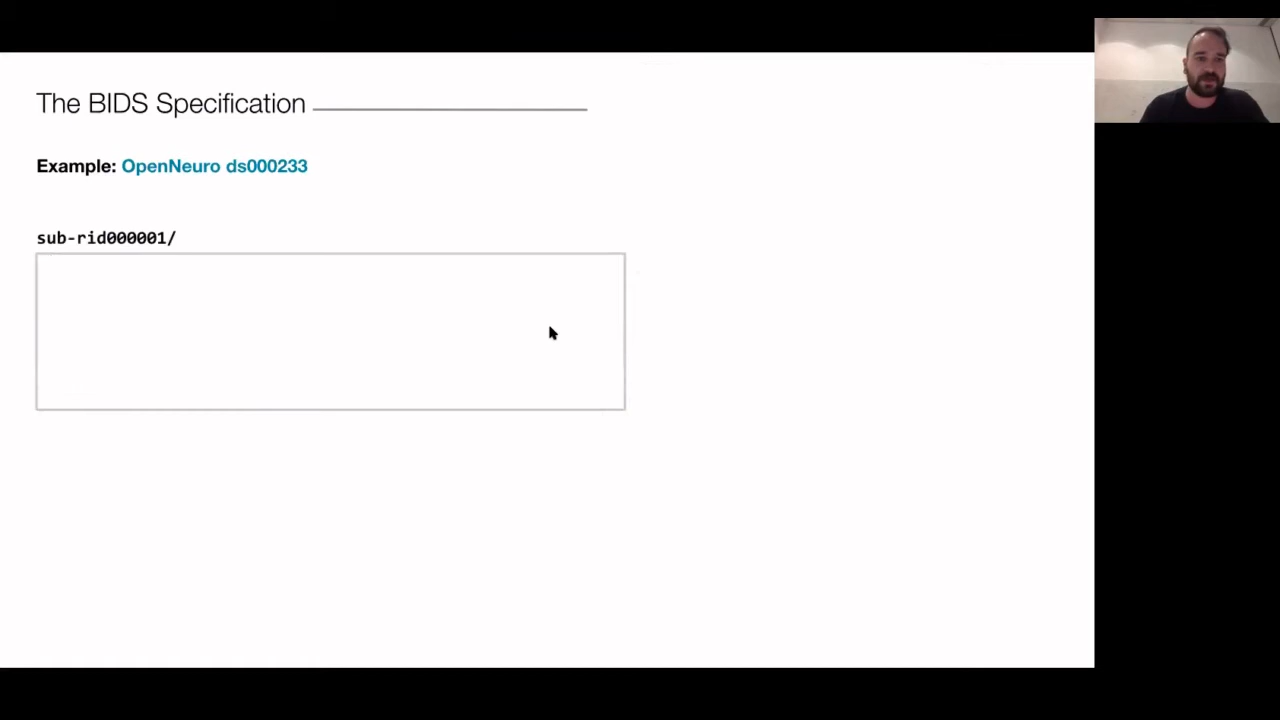 The BIDS Specification
Example: OpenNeuro ds000233
sub-rid000001/